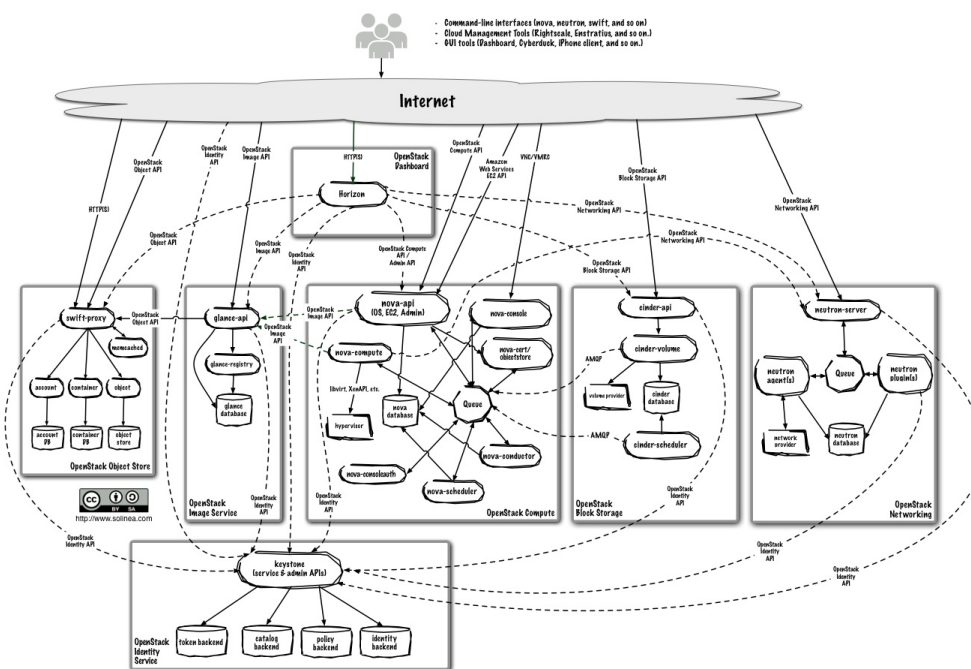 - Command-line interfaces (nova, neutron, swift, and so on)
- Cloud Management Tools (Rightscale, Enstratius, and so on.)
- GUI tools (Dashboard, Cyberduck, iPhone client, and so on.)
Internet
HTTP(S)
OpenStack
Object API
OpenStack
Identity
API
OpenStack
Image API
HTTP(S)
OpenStack
Dashboard
Horizon
OpenStack
Compute API
Amazon
Web Services
EC2 API
VNC/VMRC
OpenStack
Block Storage API
OpenStack
Networking API
OpenStack
Object API
OpenStack
Image API
OpenStack
Identity
API
OpenStack Compute
API /
Admin API
OpenStack
Block Storage API
OpenStack
Networking API
OpenStack
Networking API
swift-proxy
memcached
account
container
object
account
DB
container
DB
object
store
OpenStack Object Store
OpenStack
Object API
glance-api
glance-registry
glance
database
OpenStack
Image API
OpenStack
Image
API
OpenStack
Identity
API
OpenStack
Image Service
nova-api
(OS, EC2, Admin)
nova-console
nova-cert/
objectstore
nova-compute
libvirt, XenAPI, etc.
hypervisor
nova
database
Queue
nova-conductor
nova-consoleauth
nova-scheduler
OpenStack
Identity
API
OpenStack Compute
AMQP
AMQP
cinder-api
cinder-volume
volume provider
cinder
database
cinder-scheduler
OpenStack
Identity
API
OpenStack
Block Storage
neutron-server
neutron
agent(s)
Queue
neutron
plugin(s)
network
provider
neutron
database
OpenStack
Networking
CC
BY SA
http://www.solinea.com
OpenStack
Identity
API
OpenStack
Identity
API
OpenStack
Identity
API
keystone
(service & admin APIs)
token backend
catalog
backend
policy
backend
identity
backend
OpenStack
Identity
Service